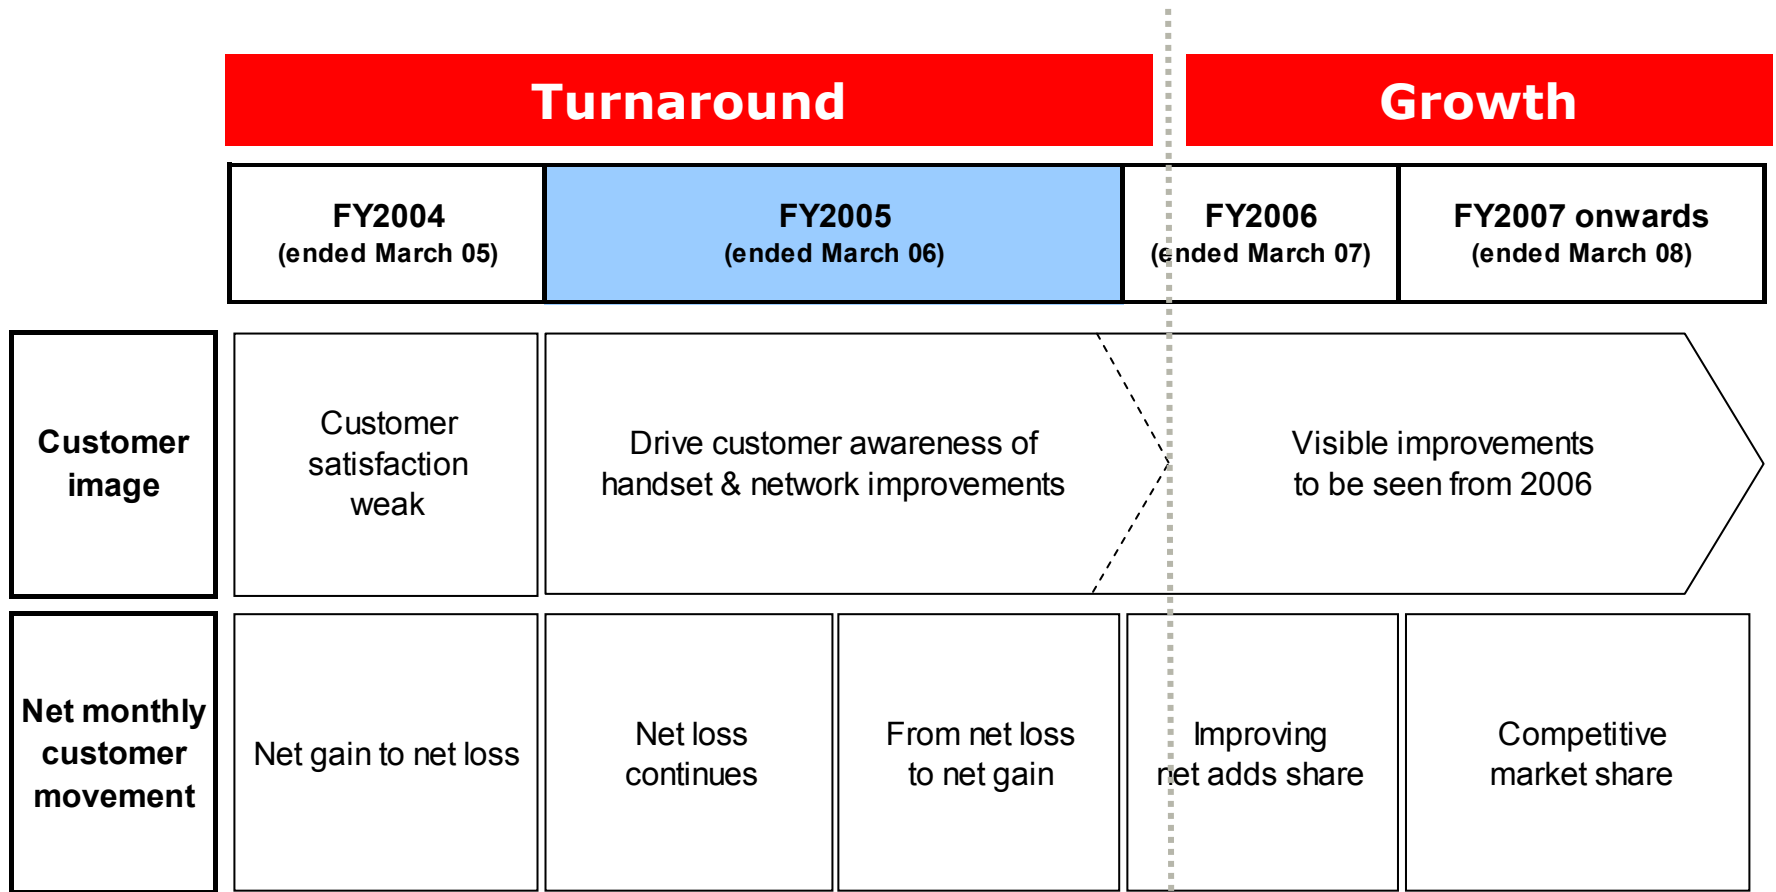 Turnaround
Growth
FY2004
(ended March 05)
FY2005
(ended March 06)
FY2006
(ended March 07)
FY2007 onwards
(ended March 08)
Customer
image
Customer
satisfaction
weak
Drive customer awareness of
handset & network improvements
Visible improvements
to be seen from 2006
Net monthly
customer
movement
Net gain to net loss
Net loss
continues
From net loss
to net gain
Improving
net adds share
Competitive
market share